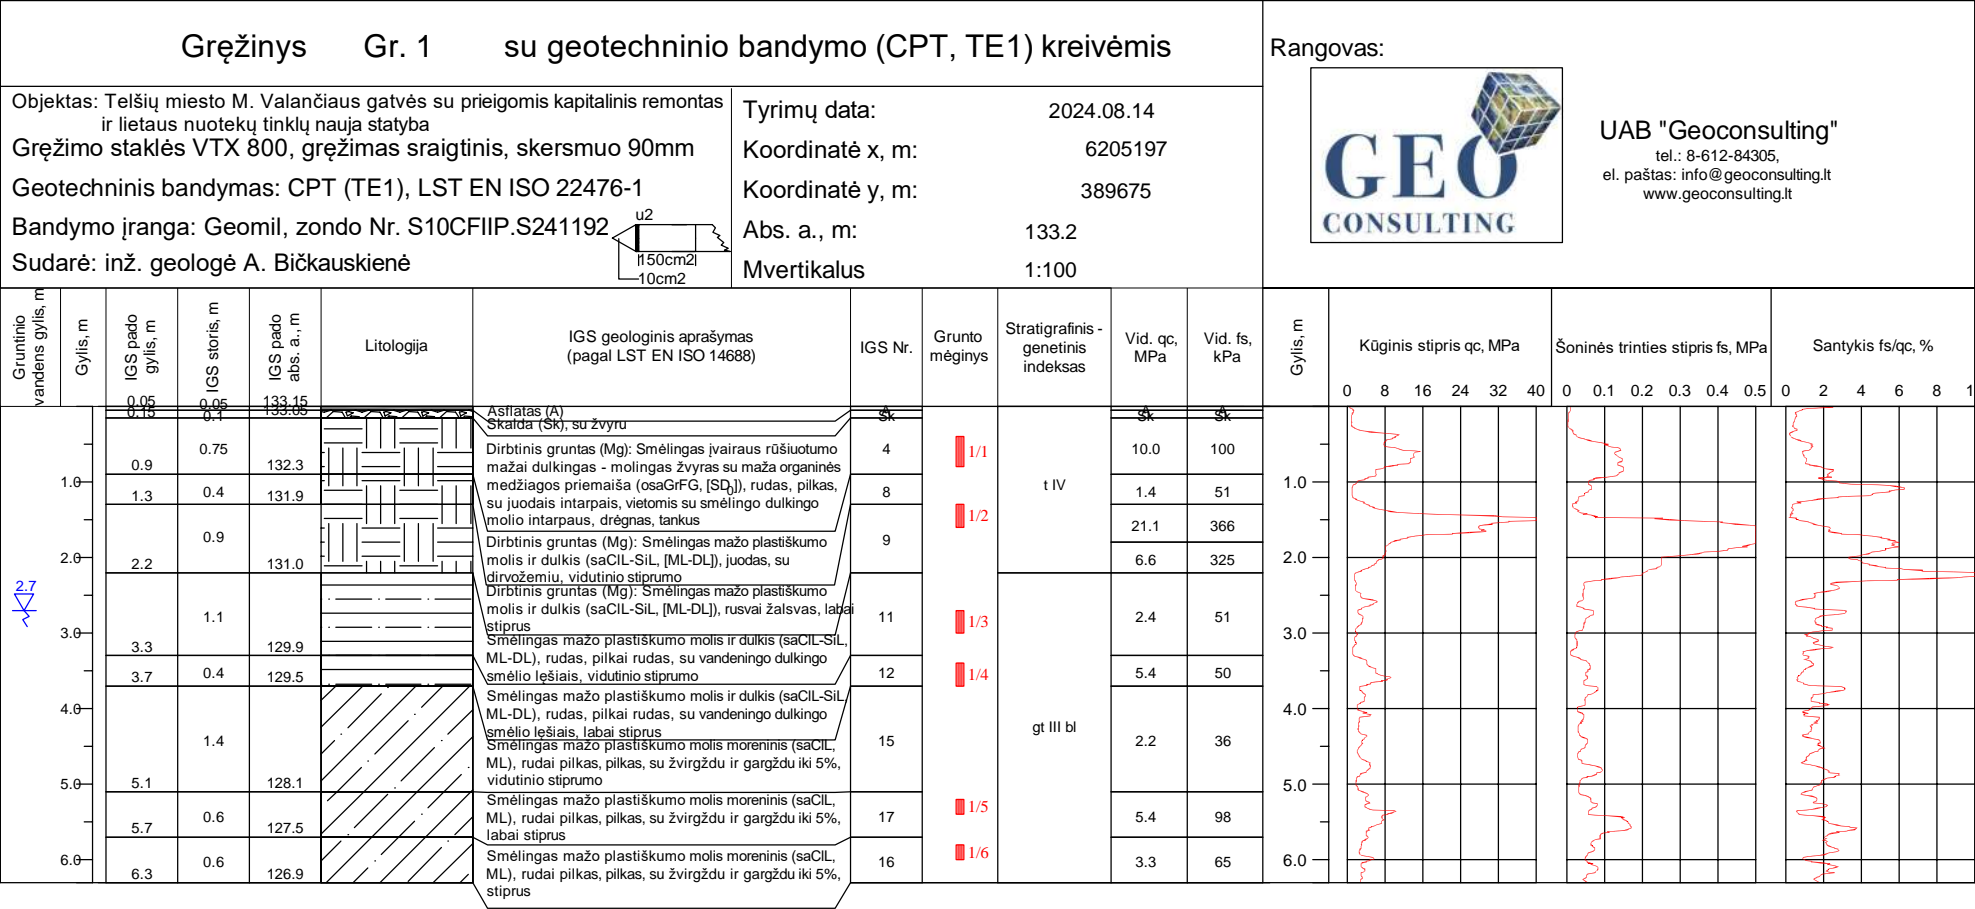 Gręžinys Gr. 1 su geotechninio bandymo (CPT, TE1) kreivėmis
Objektas: Telšių miesto M. Valančiaus gatvės su prieigomis kapitalinis remontas
ir lietaus nuotekų tinklų nauja statyba
Gręžimo staklės VTX 800, gręžimas sraigtinis, skersmuo 90mm
Geotechninis bandymas: CPT (TE1), LST EN ISO 22476-1
Bandymo įranga: Geomil, zondo Nr. S10CFIIP.S241192
Sudarė: inž. geologė A. Bičkauskienė
u2
150cm2
10cm2
Tyrimų data: 2024.08.14
Koordinatė x, m: 6205197
Koordinatė y, m: 389675
Abs. a., m: 133.2
Mvertikalus 1:100
Rangovas:
GEO
CONSULTING
UAB "Geoconsulting"
tel.: 8-612-84305,
el. paštas: info@geoconsulting.lt
www.geoconsulting.lt
Gruntinio
vandens gylis, m
Gylis, m
IGS pado
gylis, m
IGS storis, m
IGS pado
abs. a., m
Litologija
IGS geologinis aprašymas
(pagal LST EN ISO 14688)
IGS Nr.
Grunto
mėginys
Stratigrafinis -
genetinis
indeksas
Vid. qc,
MPa
Vid. fs,
kPa
Gylis, m
Kūginis stipris qc, MPa
0 8 16 24 32 40
Šoninės trinties stipris fs, MPa
0 0.1 0.2 0.3 0.4 0.5
Santykis fs/qc, %
0 2 4 6 8 1
2.7
1.0
2.0
3.0
4.0
5.0
6.0
0.05 0.05 133.15
Asfaltas (A)
A A A
0.15 0.1 133.05
Skalda (Sk), su žvyru
Sk Sk Sk
0.9 0.75 132.3
Dirbtinis gruntas (Mg): Smėlingas įvairaus rūšiuotumo
mažai dulkingas - molingas žvyras su maža organinės
medžiagos priemaiša (osaGrFG, [SD0]), rudas, pilkas,
su juodais intarpais, vietomis su smėlingo dulkingo
molio intarpaus, drėgnas, tankus
4 1/1 10.0 100
1.3 0.4 131.9
Dirbtinis gruntas (Mg): Smėlingas mažo plastiškumo
molis ir dulkis (saClL-SiL, [ML-DL]), juodas, su
dirvožemiu, vidutinio stiprumo
8 1.4 51
t IV
2.2 0.9 131.0
Dirbtinis gruntas (Mg): Smėlingas mažo plastiškumo
molis ir dulkis (saClL-SiL, [ML-DL]), rusvai žalsvas, labai
stiprus
9 1/2 21.1 366
6.6 325
3.3 1.1 129.9
Smėlingas mažo plastiškumo molis ir dulkis (saClL-SiL,
ML-DL), rudas, pilkai rudas, su vandeningo dulkingo
smėlio lęšiais, vidutinio stiprumo
11 1/3 2.4 51
3.7 0.4 129.5
Smėlingas mažo plastiškumo molis ir dulkis (saClL-SiL,
ML-DL), rudas, pilkai rudas, su vandeningo dulkingo
smėlio lęšiais, labai stiprus
12 1/4 5.4 50
5.1 1.4 128.1
Smėlingas mažo plastiškumo molis moreninis (saClL,
ML), rudai pilkas, pilkas, su žvirgždu ir gargždu iki 5%,
vidutinio stiprumo
15 2.2 36
gt III bl
5.7 0.6 127.5
Smėlingas mažo plastiškumo molis moreninis (saClL,
ML), rudai pilkas, pilkas, su žvirgždu ir gargždu iki 5%,
labai stiprus
17 1/5 5.4 98
6.3 0.6 126.9
Smėlingas mažo plastiškumo molis moreninis (saClL,
ML), rudai pilkas, pilkas, su žvirgždu ir gargždu iki 5%,
stiprus
16 1/6 3.3 65
1.0
2.0
3.0
4.0
5.0
6.0